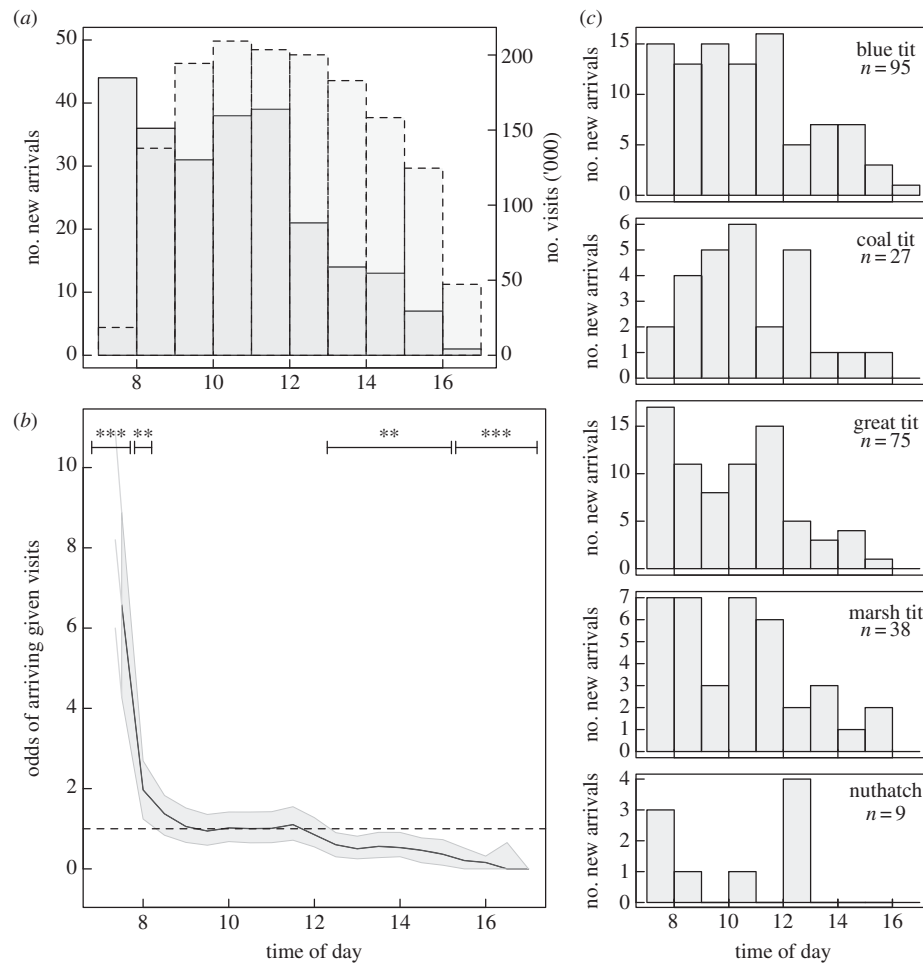 (a)
50
40
30
20
10
0
no. new arrivals
200
150
100
50
0
no. visits ('000)
8 10 12 14 16
(b)
*** ** ** ***
10
8
6
4
2
0
odds of arriving given visits
8 10 12 14 16
time of day
(c)
blue tit
n = 95
15
10
5
0
no. new arrivals
coal tit
n = 27
6
5
4
3
2
1
0
no. new arrivals
great tit
n = 75
15
10
5
0
no. new arrivals
marsh tit
n = 38
7
6
5
4
3
2
1
0
no. new arrivals
nuthatch
n = 9
4
3
2
1
0
no. new arrivals
8 10 12 14 16
time of day